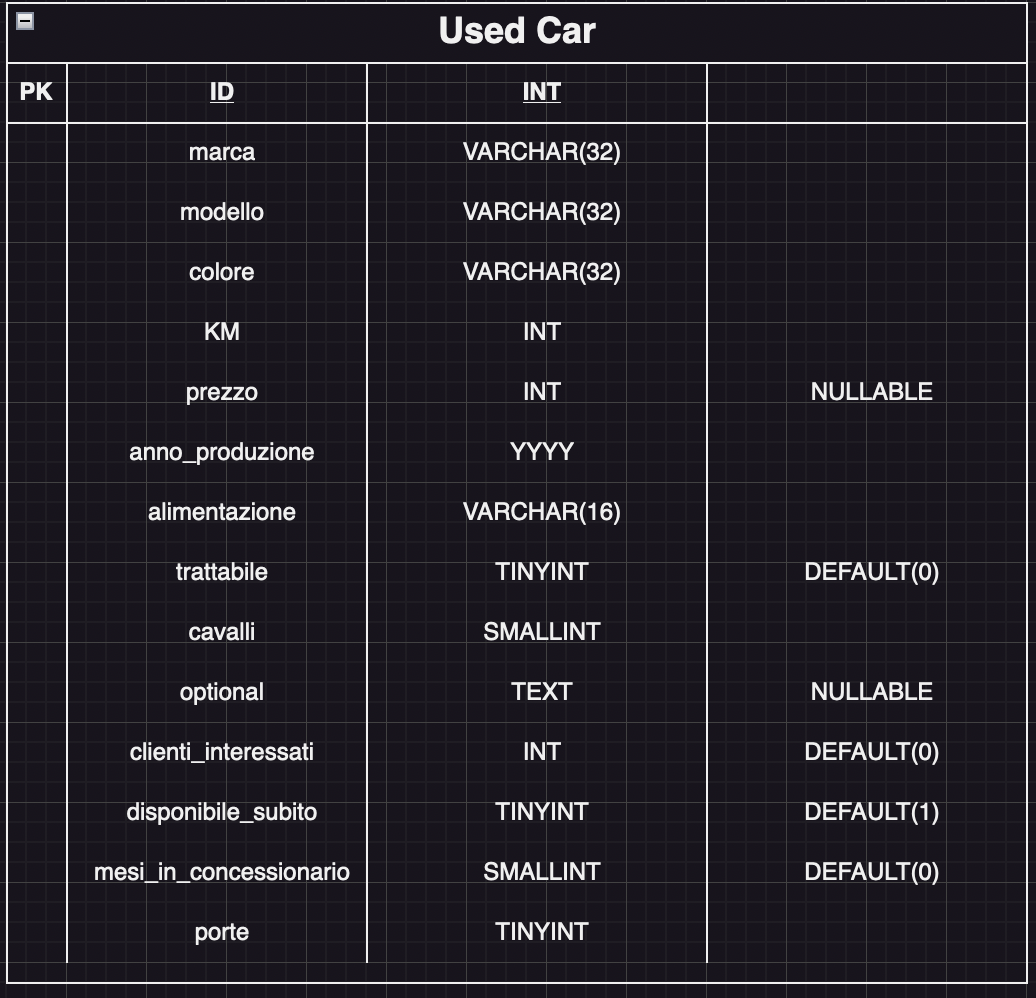 Used Car
PK ID INT
marca VARCHAR(32)
modello VARCHAR(32)
colore VARCHAR(32)
KM INT
prezzo INT NULLABLE
anno_produzione YYYY
alimentazione VARCHAR(16)
trattabile TINYINT DEFAULT(0)
cavalli SMALLINT
optional TEXT NULLABLE
clienti_interessati INT DEFAULT(0)
disponibile_subito TINYINT DEFAULT(1)
mesi_in_concessionario SMALLINT DEFAULT(0)
porte TINYINT